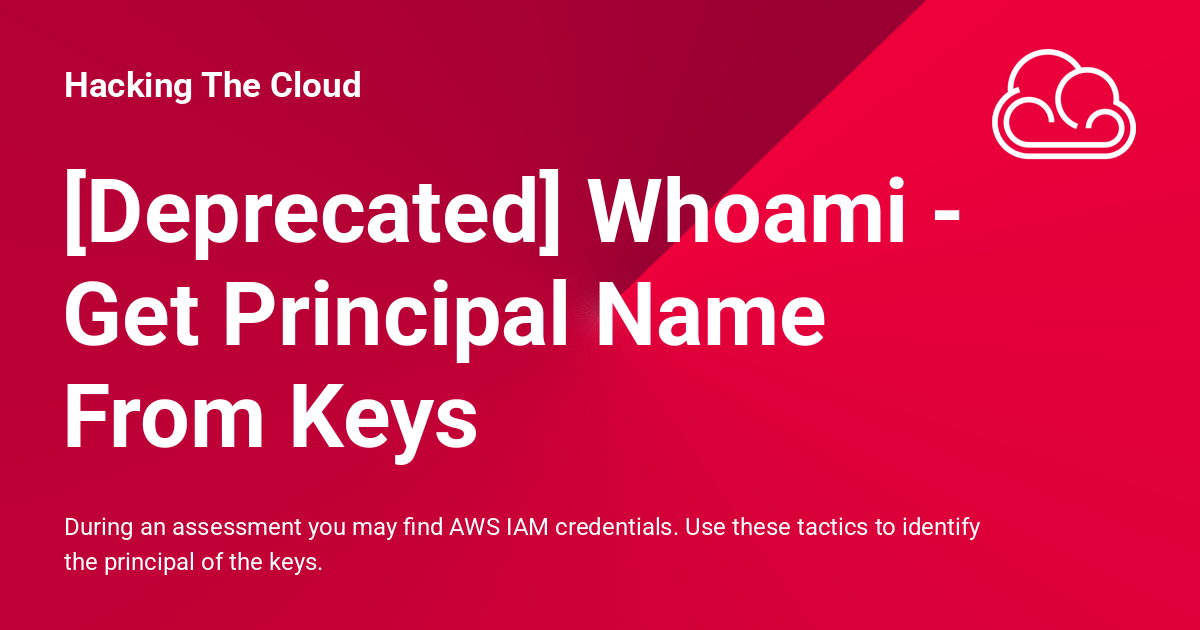 Hacking The Cloud
[Deprecated] Whoami -
Get Principal Name
From Keys
During an assessment you may find AWS IAM credentials. Use these tactics to identify
the principal of the keys.